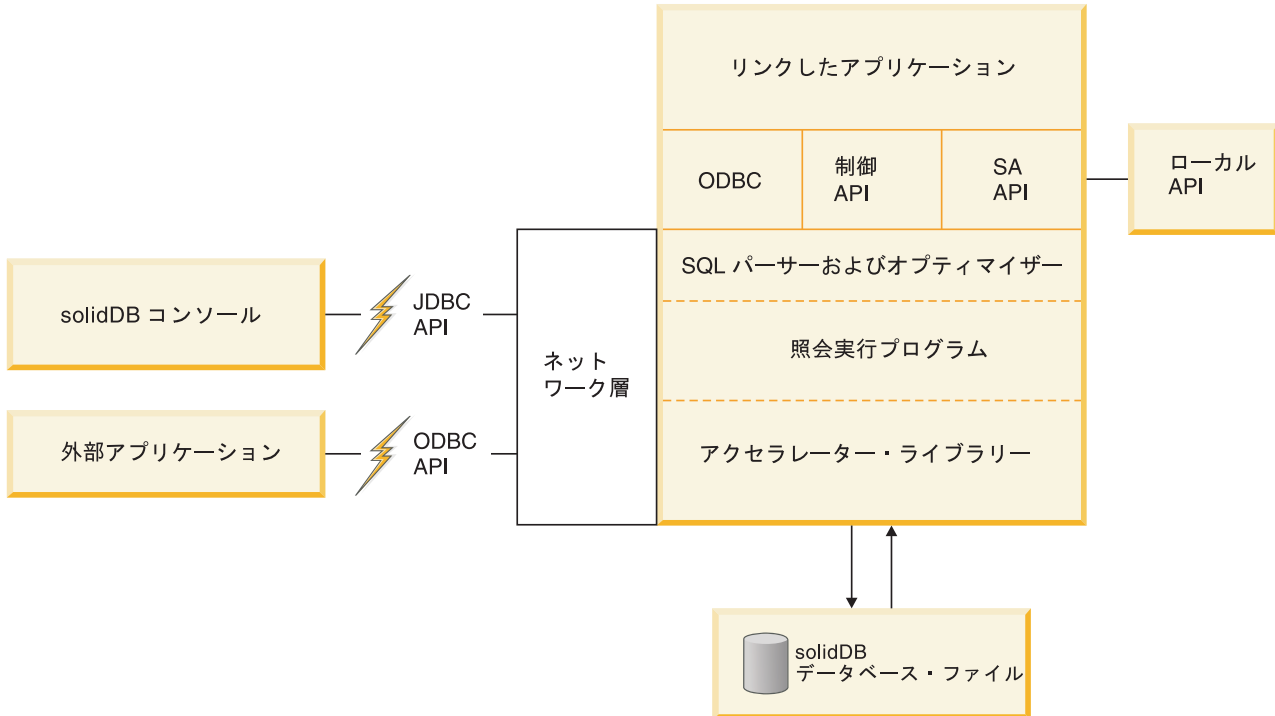 リンクしたアプリケーション
ODBC
制御
API
SA
API
ローカル
API
SQL パーサーおよびオプティマイザー
solidDB コンソール
JDBC
API
ネット
ワーク層
照会実行プログラム
外部アプリケーション
ODBC
API
アクセラレーター・ライブラリー
solidDB
データベース・ファイル